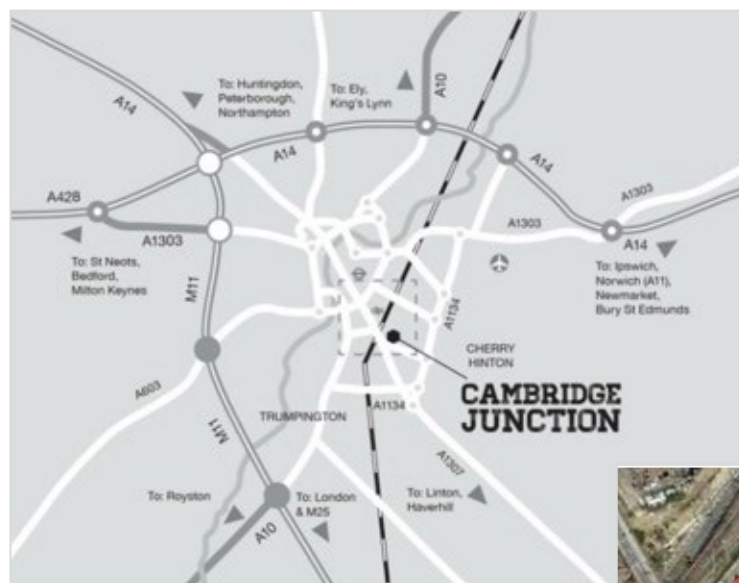 A14
To: Huntingdon,
Peterborough,
Northampton
To: Ely,
King's Lynn
A10
A14
A14
A428
A1303
To: St Neots,
Bedford,
Milton Keynes
M11
A1303
A1303
A14
To: Ipswich,
Norwich (A11),
Newmarket,
Bury St Edmunds
A1134
CHERRY
HINTON
CAMBRIDGE
JUNCTION
A603
M11
TRUMPINGTON
A1134
A1307
To: Royston
To: London
& M25
To: Linton,
Haverhill
A10